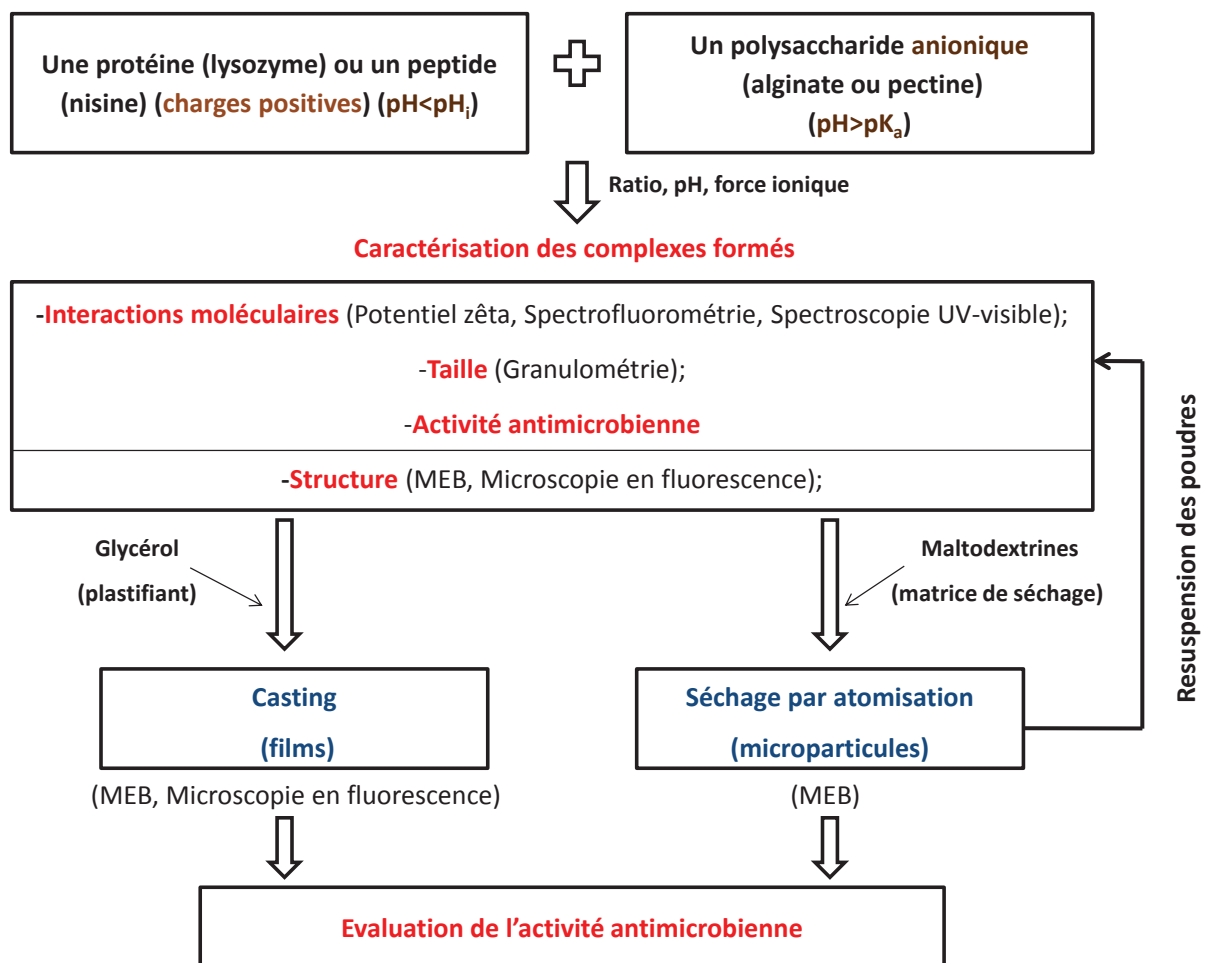 Une protéine (lysozyme) ou un peptide
(nisine) (charges positives) (pH<pHi)
Un polysaccharide anionique
(alginate ou pectine)
(pH>pKa)
Ratio, pH, force ionique
Caractérisation des complexes formés
-Interactions moléculaires (Potentiel zêta, Spectrofluorométrie, Spectroscopie UV-visible);
-Taille (Granulométrie);
-Activité antimicrobienne
-Structure (MEB, Microscopie en fluorescence);
Glycérol
(plastifiant)
Maltodextrines
(matrice de séchage)
Resuspension des poudres
Casting
(films)
Séchage par atomisation
(microparticules)
(MEB, Microscopie en fluorescence)
(MEB)
Evaluation de l’activité antimicrobienne